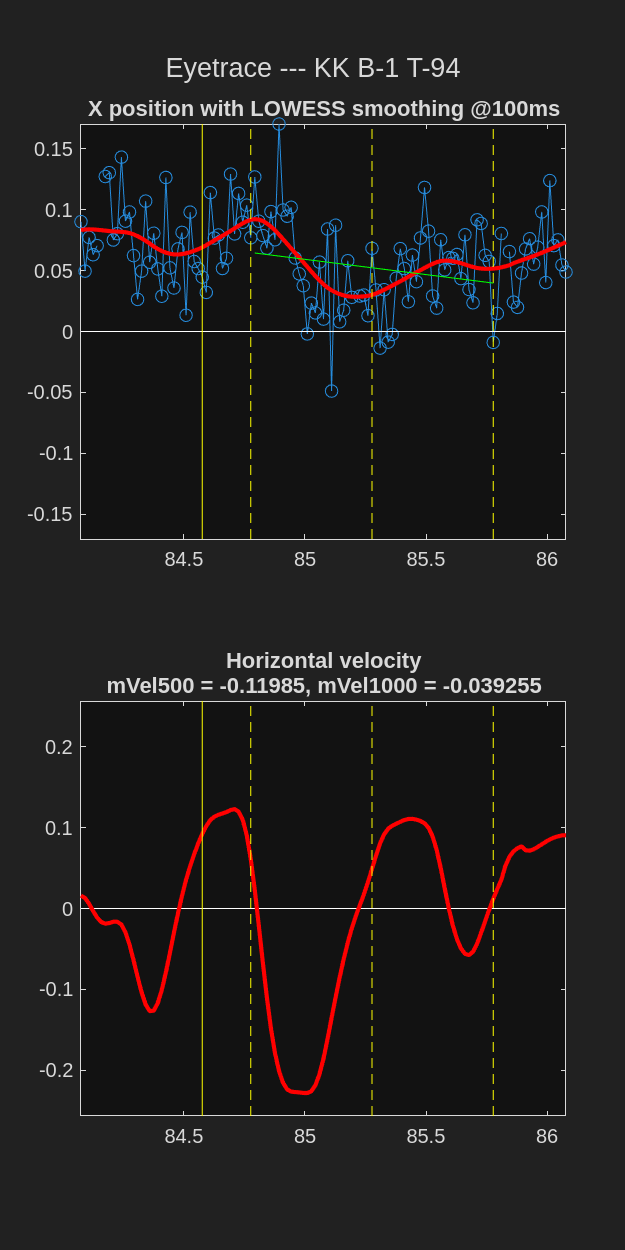 Eyetrace --- KK B-1 T-94
X position with LOWESS smoothing @100ms
0.15
0.1
0.05
0
-0.05
-0.1
-0.15
84.5 85 85.5 86
Horizontal velocity
mVel500 = -0.11985, mVel1000 = -0.039255
0.2
0.1
0
-0.1
-0.2
84.5 85 85.5 86